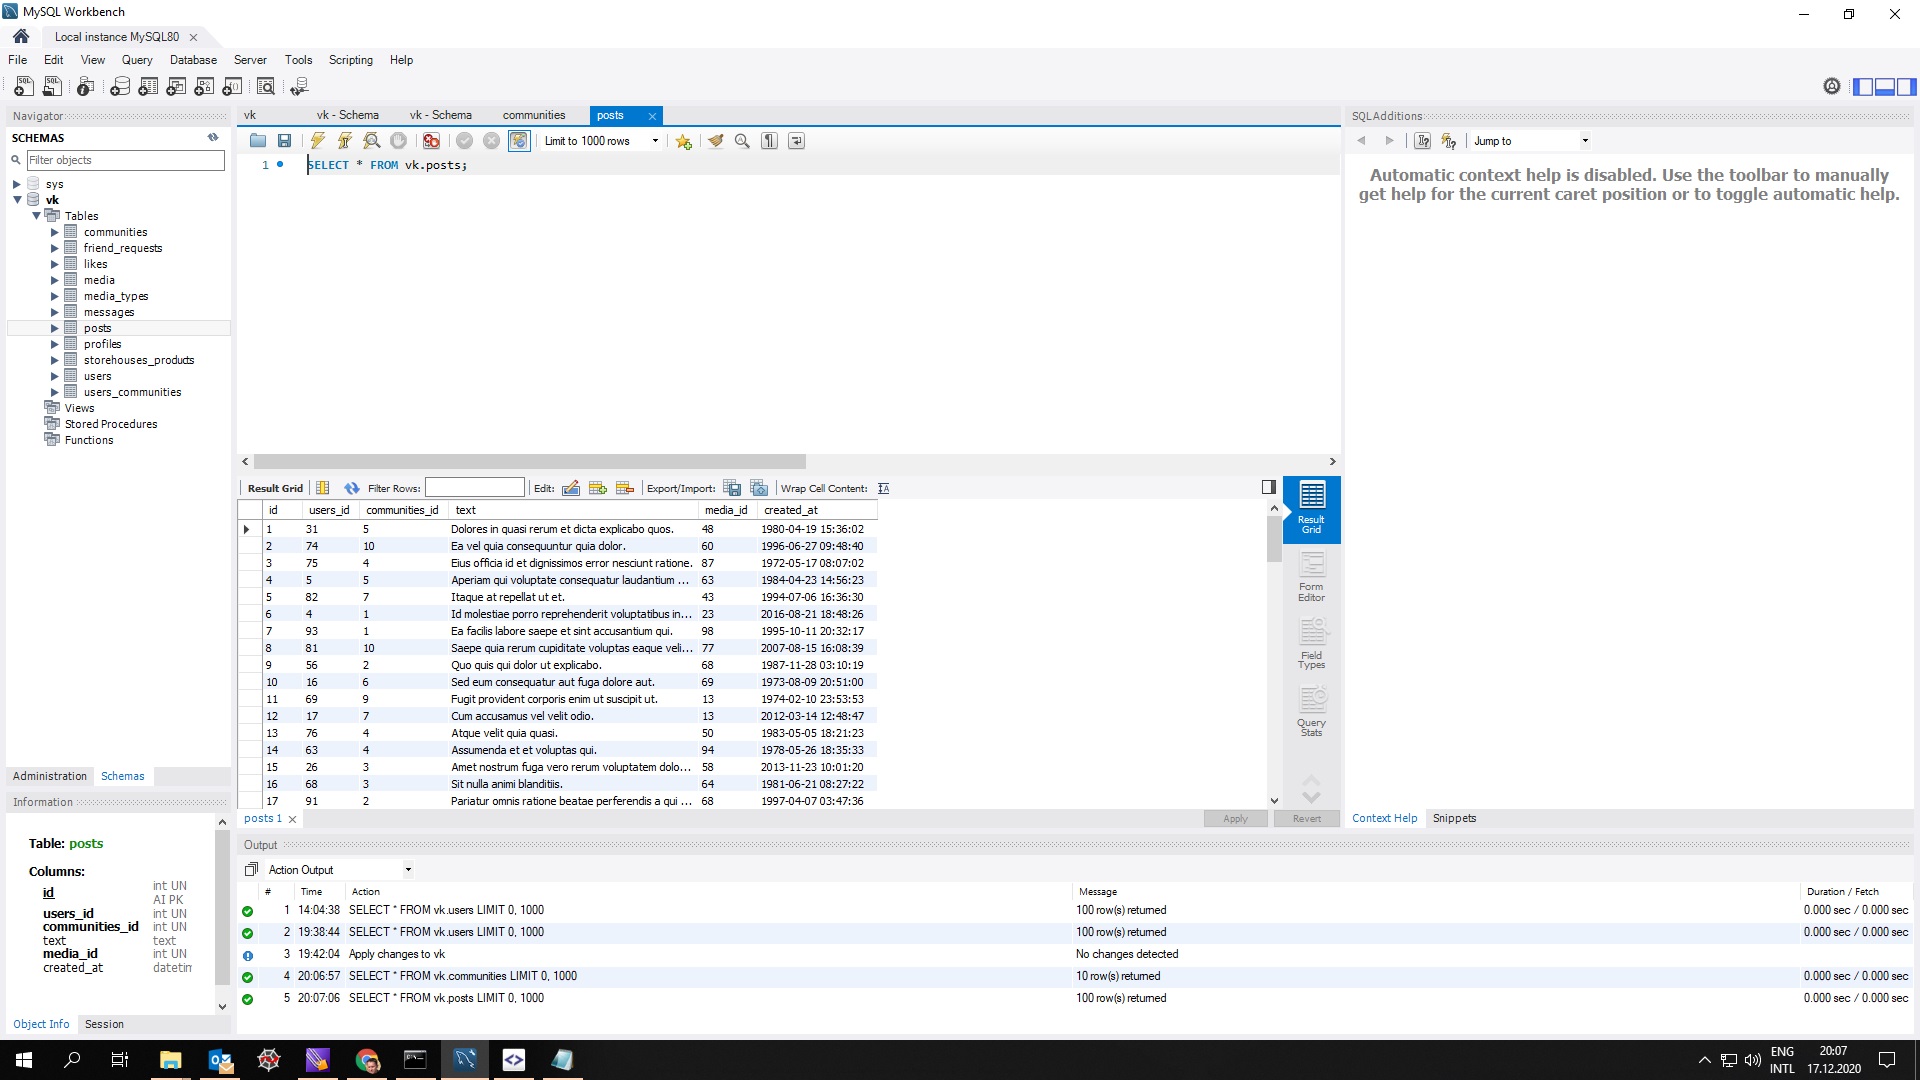 MySQL Workbench
Local instance MySQL80
File Edit View Query Database Server Tools Scripting Help
Navigator
SCHEMAS
Filter objects
sys
vk
Tables
communities
friend_requests
likes
media
media_types
messages
posts
profiles
storehouses_products
users
users_communities
Views
Stored Procedures
Functions
Administration Schemas
Information
Table: posts
Columns:
id int UN AI PK
users_id int UN
communities_id int UN
text text
media_id int UN
created_at datetin
Object Info Session
vk vk - Schema vk - Schema communities posts
Limit to 1000 rows
1 SELECT * FROM vk.posts;
Result Grid Filter Rows: Edit: Export/Import: Wrap Cell Content:
id users_id communities_id text media_id created_at
1 31 5 Dolores in quasi rerum et dicta explicabo quos. 48 1980-04-19 15:36:02
2 74 10 Ea vel quia consequuntur quia dolor. 60 1996-06-27 09:48:40
3 75 4 Eius officia id et dignissimos error nesciunt ratione. 87 1972-05-17 08:07:02
4 5 5 Aperiam qui voluptate consequatur laudantium ... 63 1984-04-23 14:56:23
5 82 7 Itaque at repellat ut et. 43 1994-07-06 16:36:30
6 4 1 Id molestiae porro reprehenderit voluptatibus in... 23 2016-08-21 18:48:26
7 93 1 Ea facilis labore saepe et sint accusantium qui. 98 1995-10-11 20:32:17
8 81 10 Saepe quia rerum cupiditate voluptas eaque veli... 77 2007-08-15 16:08:39
9 56 2 Quo quis qui dolor ut explicabo. 68 1987-11-28 03:10:19
10 16 6 Sed eum consequatur aut fuga dolore aut. 69 1973-08-09 20:51:00
11 69 9 Fugit provident corporis enim ut suscipit ut. 13 1974-02-10 23:53:53
12 17 7 Cum accusamus vel velit odio. 13 2012-03-14 12:48:47
13 76 4 Atque velit quia quasi. 50 1983-05-05 18:21:23
14 63 4 Assumenda et et voluptas qui. 94 1978-05-26 18:35:33
15 26 3 Amet nostrum fuga vero rerum voluptatem dolo... 58 2013-11-23 10:01:20
16 68 3 Sit nulla animi blanditiis. 64 1981-06-21 08:27:22
17 91 2 Pariatur omnis ratione beatae perferendis a qui ... 68 1997-04-07 03:47:36
Result Grid
Form Editor
Field Types
Query Stats
posts 1 Apply Revert
SQLAdditions
Jump to
Automatic context help is disabled. Use the toolbar to manually
get help for the current caret position or to toggle automatic help.
Context Help Snippets
Output
Action Output
# Time Action Message Duration / Fetch
1 14:04:38 SELECT * FROM vk.users LIMIT 0, 1000 100 row(s) returned 0.000 sec / 0.000 sec
2 19:38:44 SELECT * FROM vk.users LIMIT 0, 1000 100 row(s) returned 0.000 sec / 0.000 sec
3 19:42:04 Apply changes to vk No changes detected
4 20:06:57 SELECT * FROM vk.communities LIMIT 0, 1000 10 row(s) returned 0.000 sec / 0.000 sec
5 20:07:06 SELECT * FROM vk.posts LIMIT 0, 1000 100 row(s) returned 0.000 sec / 0.000 sec
ENG 20:07
INTL 17.12.2020